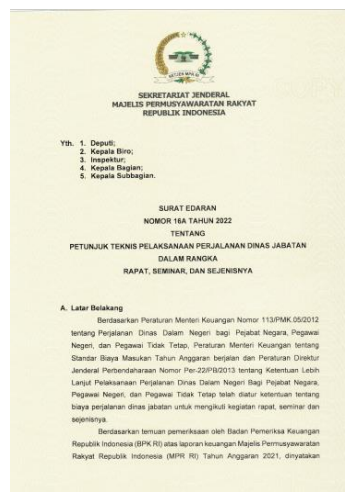 SEKRETARIAT JENDERAL
MAJELIS PERMUSYAWARATAN RAKYAT
REPUBLIK INDONESIA
Yth. 1. Deputi;
2. Kepala Biro;
3. Inspektur;
4. Kepala Bagian;
5. Kepala Subbagian.
SURAT EDARAN
NOMOR 16A TAHUN 2022
TENTANG
PETUNJUK TEKNIS PELAKSANAAN PERJALANAN DINAS JABATAN
DALAM RANGKA
RAPAT, SEMINAR, DAN SEJENISNYA
A. Latar Belakang
Berdasarkan Peraturan Menteri Keuangan Nomor 113/PMK.05/2012
tentang Perjalanan Dinas Dalam Negeri bagi Pejabat Negara, Pegawai
Negeri, dan Pegawai Tidak Tetap, Peraturan Menteri Keuangan tentang
Standar Biaya Masukan Tahun Anggaran berjalan dan Peraturan Direktur
Jenderal Perbendaharaan Nomor Per-22/PB/2013 tentang Ketentuan Lebih
Lanjut Pelaksanaan Perjalanan Dinas Dalam Negeri Bagi Pejabat Negara,
Pegawai Negeri, dan Pegawai Tidak Tetap telah diatur ketentuan tentang
biaya perjalanan dinas jabatan untuk mengikuti kegiatan rapat, seminar dan
sejenisnya.
Berdasarkan temuan pemeriksaan oleh Badan Pemeriksa Keuangan
Republik Indonesia (BPK RI) atas laporan keuangan Majelis Permusyawaratan
Rakyat Republik Indonesia (MPR RI) Tahun Anggaran 2021, dinyatakan